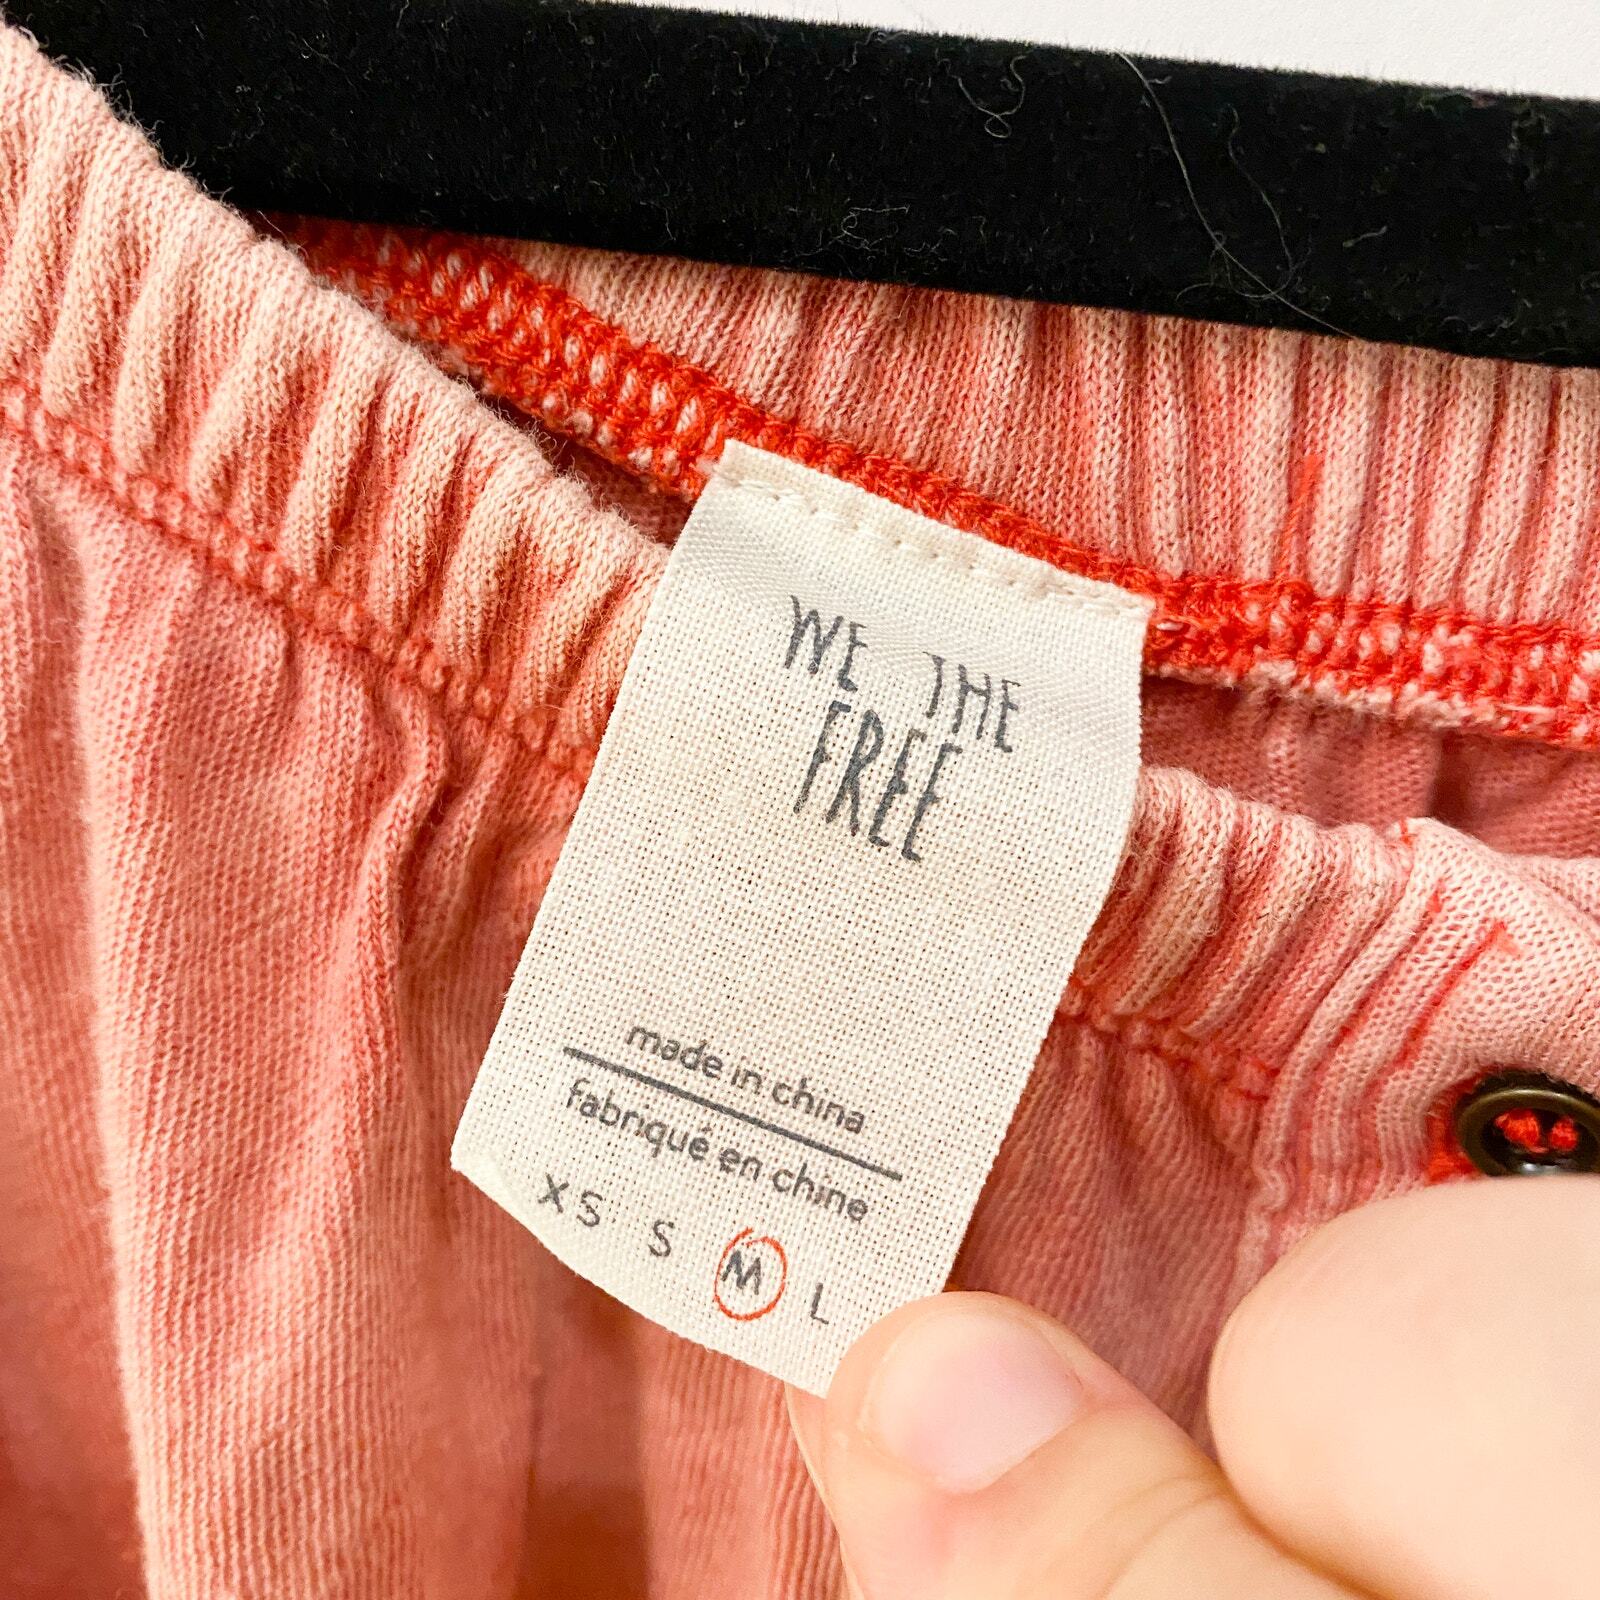 WE THE
FREE
made in china
fabriqué en chine
XS S M L